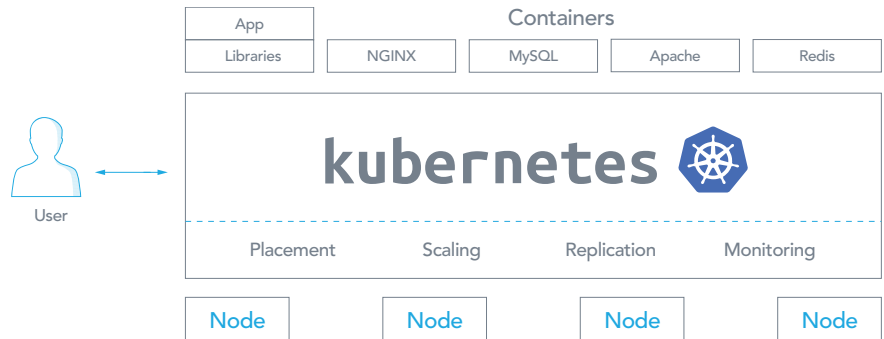 Containers
App
Libraries
NGINX
MySQL
Apache
Redis
kubernetes
User
Placement
Scaling
Replication
Monitoring
Node
Node
Node
Node